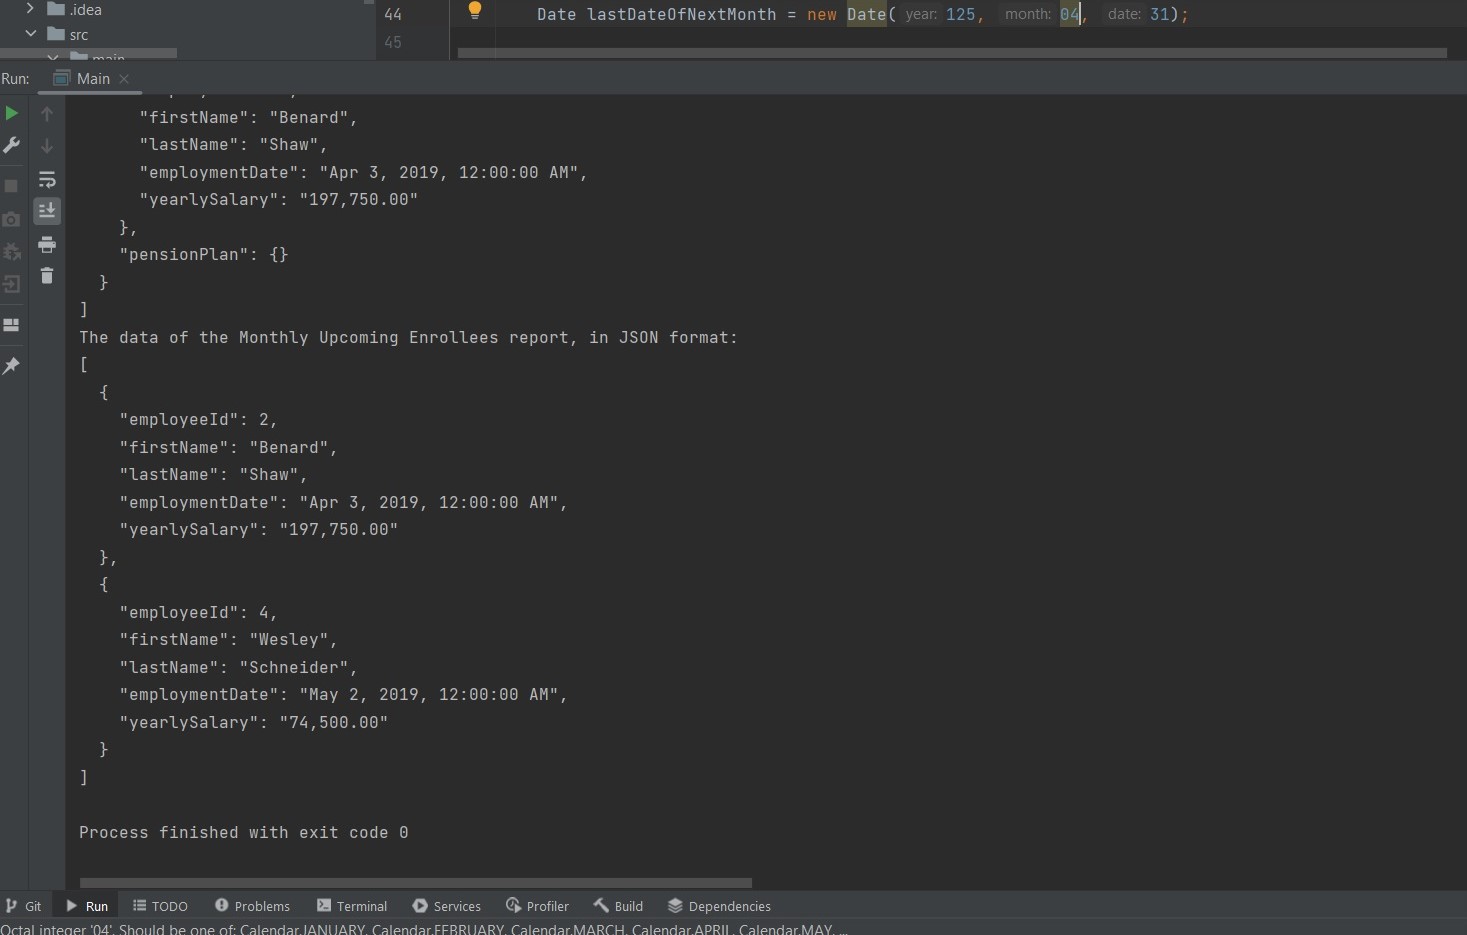 .idea
src
main
44 Date lastDateOfNextMonth = new Date( year: 125, month: 04, date: 31);
45
Run: Main
"firstName": "Benard",
"lastName": "Shaw",
"employmentDate": "Apr 3, 2019, 12:00:00 AM",
"yearlySalary": "197,750.00"
},
"pensionPlan": {}
}
]
The data of the Monthly Upcoming Enrollees report, in JSON format:
[
{
"employeeId": 2,
"firstName": "Benard",
"lastName": "Shaw",
"employmentDate": "Apr 3, 2019, 12:00:00 AM",
"yearlySalary": "197,750.00"
},
{
"employeeId": 4,
"firstName": "Wesley",
"lastName": "Schneider",
"employmentDate": "May 2, 2019, 12:00:00 AM",
"yearlySalary": "74,500.00"
}
]
Process finished with exit code 0
Git Run TODO Problems Terminal Services Profiler Build Dependencies
Octal integer '04'. Should be one of: Calendar.JANUARY, Calendar.FEBRUARY, Calendar.MARCH, Calendar.APRIL, Calendar.MAY, ...